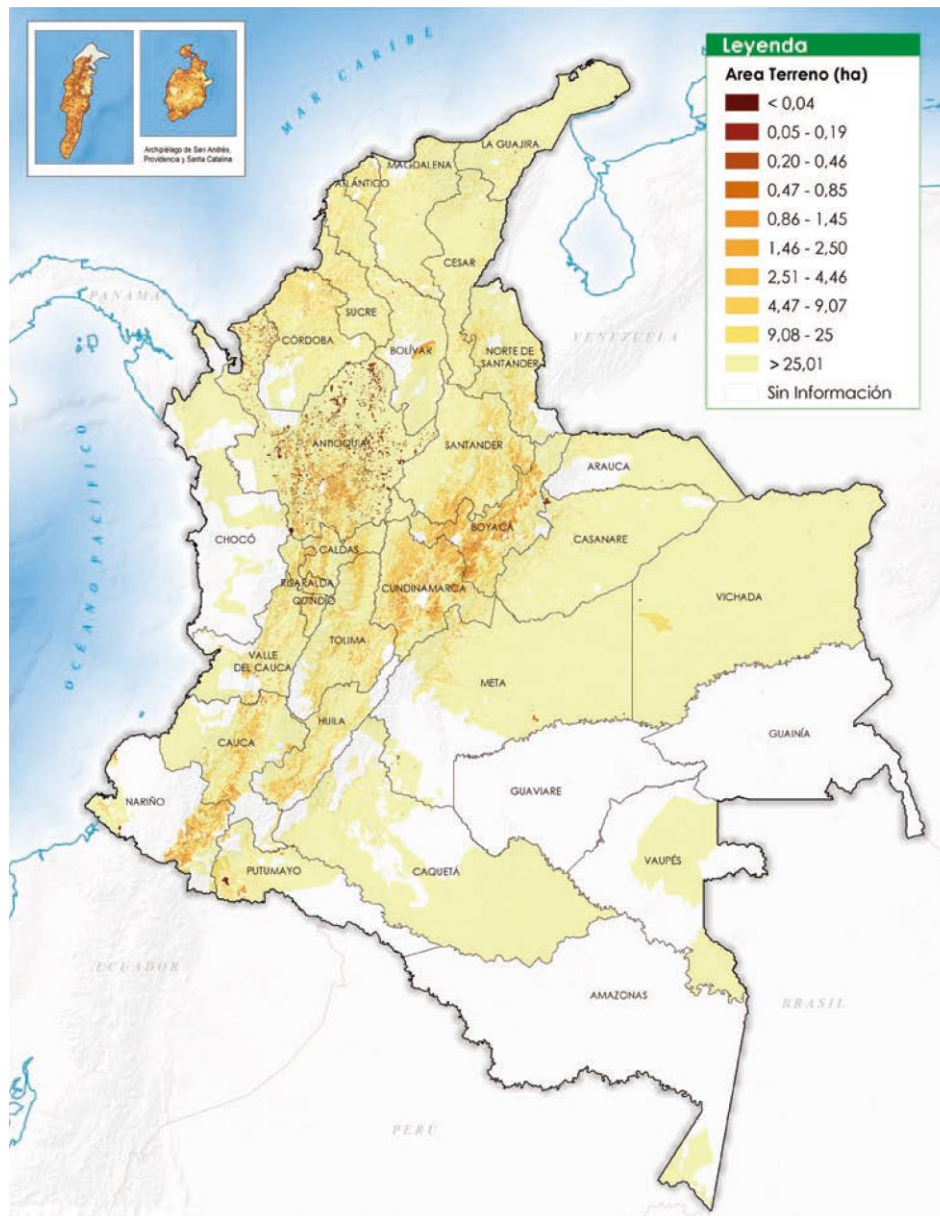 Archipiélago de San Andrés,
Providencia y Santa Catalina
MAR CARIBE
Leyenda
Area Terreno (ha)
< 0,04
0,05 - 0,19
0,20 - 0,46
0,47 - 0,85
0,86 - 1,45
1,46 - 2,50
2,51 - 4,46
4,47 - 9,07
9,08 - 25
> 25,01
Sin Información
LA GUAJIRA
MAGDALENA
ATLÁNTICO
CESAR
PANAMÁ
SUCRE
CÓRDOBA
BOLÍVAR
NORTE DE
SANTANDER
VENEZUELA
ANTIOQUIA
SANTANDER
ARAUCA
OCÉANO PACÍFICO
CHOCÓ
BOYACÁ
CASANARE
CALDAS
RISARALDA
QUINDÍO
CUNDINAMARCA
VICHADA
TOLIMA
VALLE
DEL CAUCA
META
HUILA
CAUCA
GUAINÍA
GUAVIARE
NARIÑO
VAUPÉS
PUTUMAYO
CAQUETÁ
ECUADOR
AMAZONAS
BRASIL
PERÚ